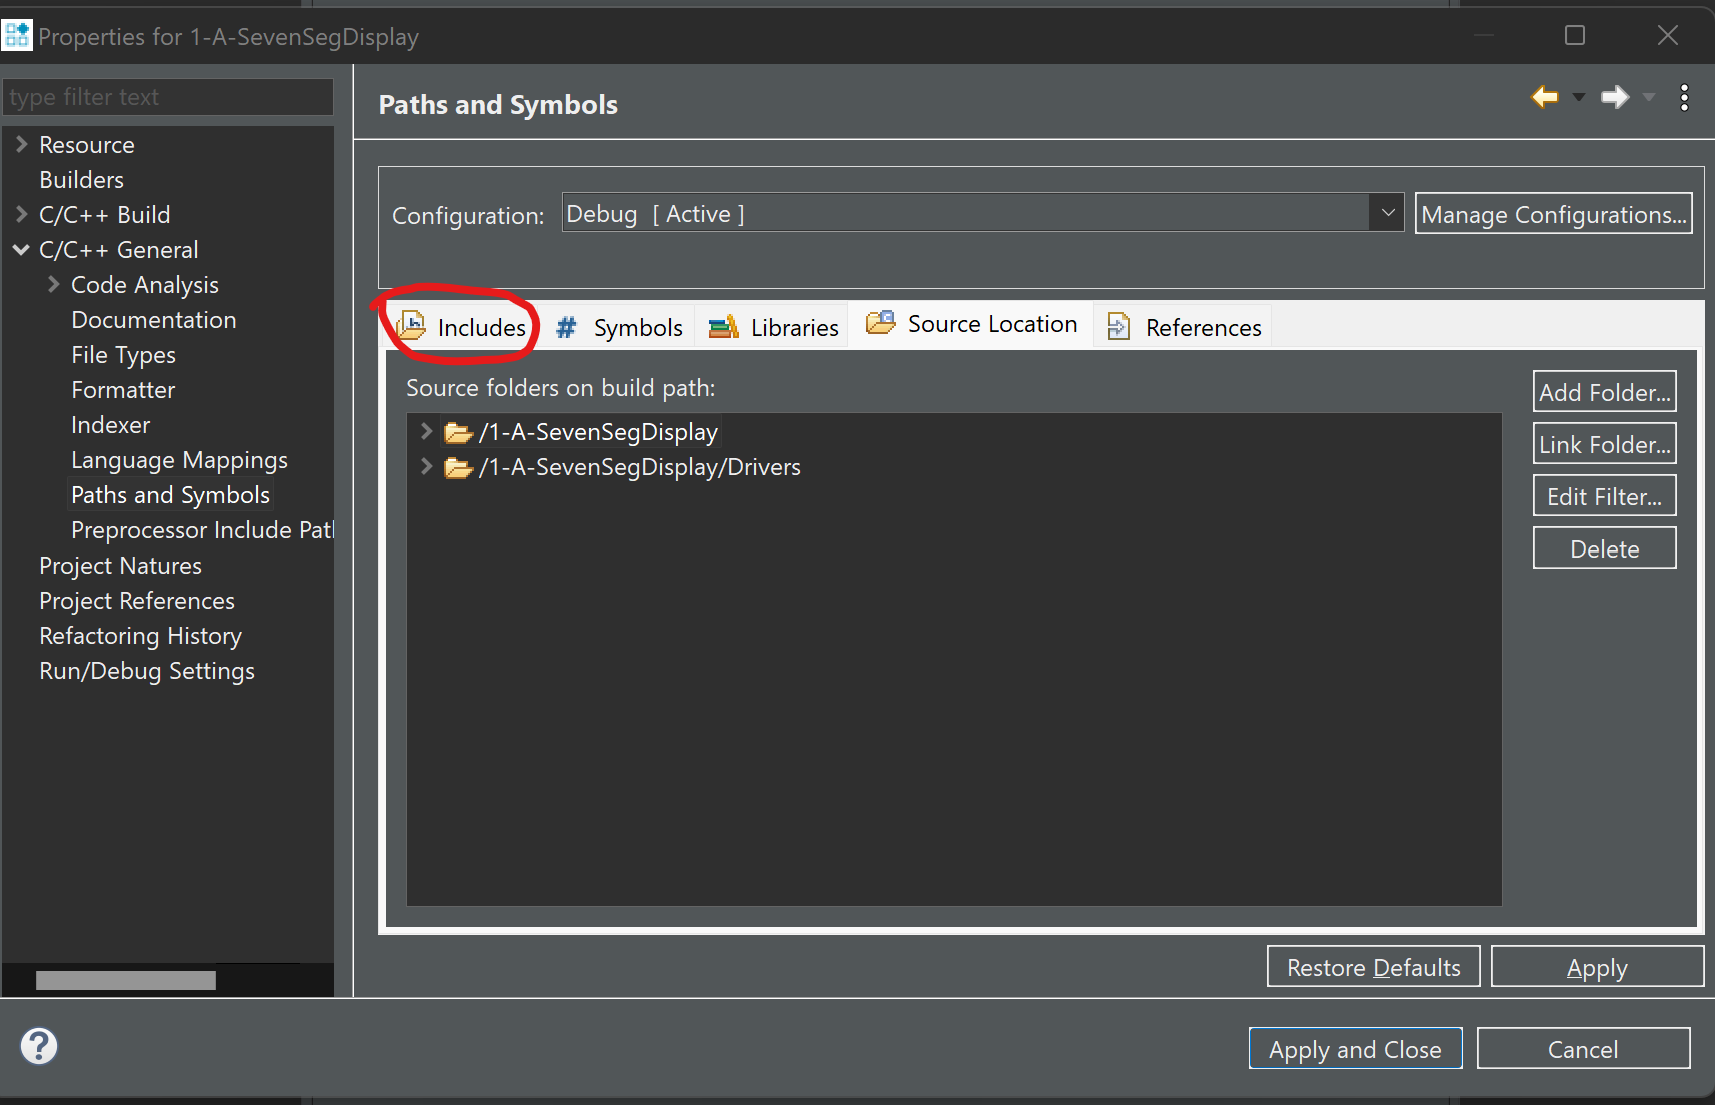 Properties for 1-A-SevenSegDisplay
type filter text
Resource
Builders
C/C++ Build
C/C++ General
Code Analysis
Documentation
File Types
Formatter
Indexer
Language Mappings
Paths and Symbols
Preprocessor Include Pat
Project Natures
Project References
Refactoring History
Run/Debug Settings
Paths and Symbols
Configuration: Debug [ Active ] Manage Configurations...
Includes # Symbols Libraries Source Location References
Source folders on build path:
/1-A-SevenSegDisplay
/1-A-SevenSegDisplay/Drivers
Add Folder...
Link Folder...
Edit Filter...
Delete
Restore Defaults Apply
? Apply and Close Cancel